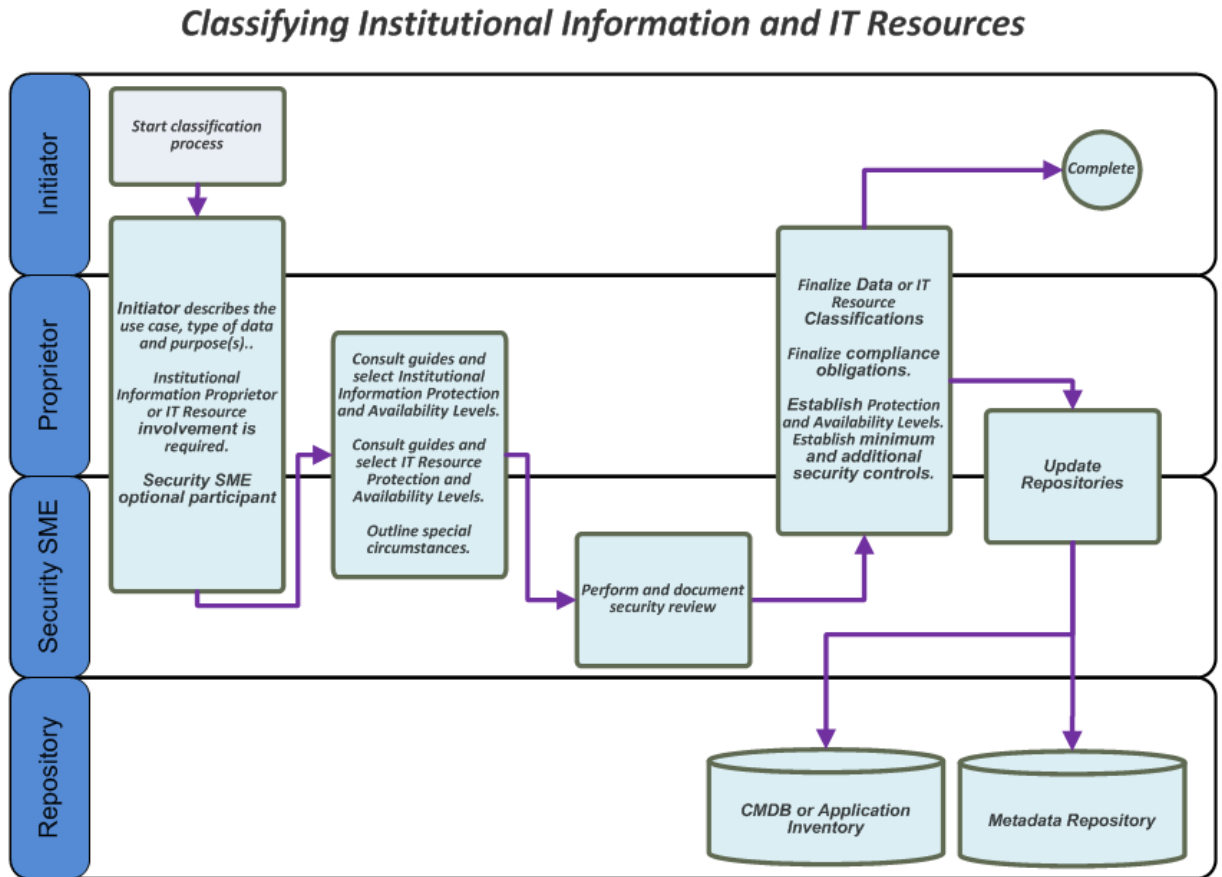 Classifying Institutional Information and IT Resources
Initiator
Start classification
process
Complete
Proprietor
Initiator describes the
use case, type of data
and purpose(s)..
Institutional
Information Proprietor
or IT Resource
involvement is
required.
Security SME
optional participant
Consult guides and
select Institutional
Information Protection
and Availability Levels.
Consult guides and
select IT Resource
Protection and
Availability Levels.
Outline special
circumstances.
Finalize Data or IT
Resource
Classifications
Finalize compliance
obligations.
Establish Protection
and Availability Levels.
Establish minimum
and additional
security controls.
Update
Repositories
Security SME
Perform and document
security review
Repository
CMDB or Application
Inventory
Metadata Repository